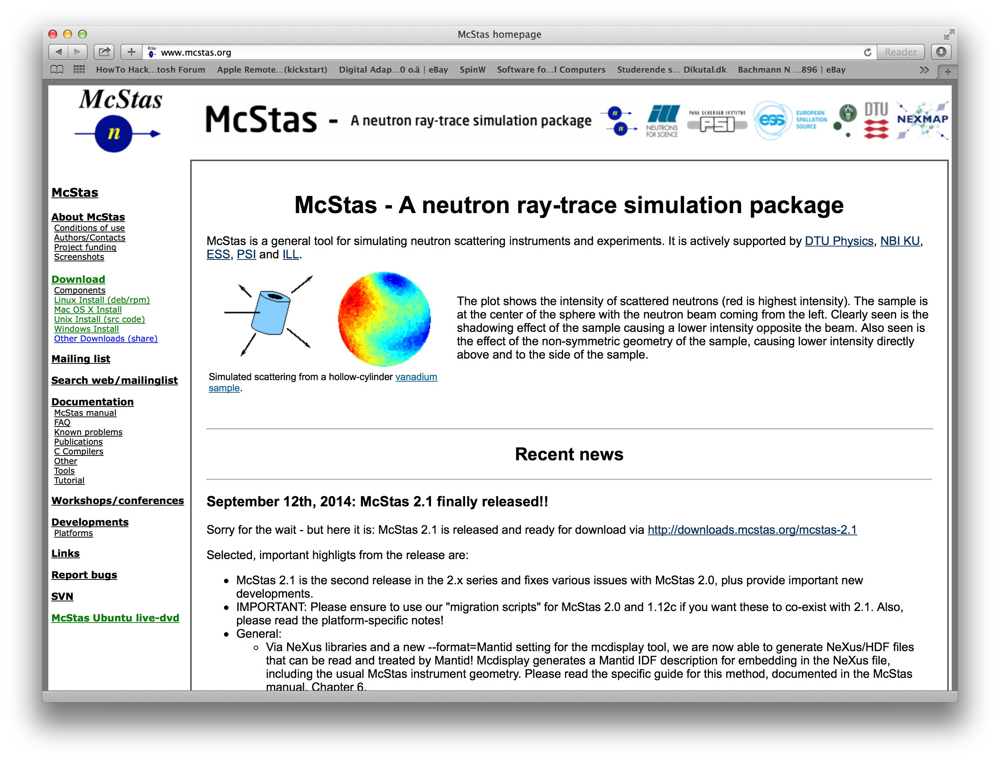 McStas homepage
McStas
www.mcstas.org
Reader
HowTo Hack...tosh Forum
Apple Remote...(kickstart)
Digital Adap...0 o.ä | eBay
SpinW
Software fo...l Computers
Studerende s... Dikutal.dk
Bachmann N ...896 | eBay
McStas
n
McStas - A neutron ray-trace simulation package
n
n
ill
NEUTRONS
FOR SCIENCE
PAUL SCHERRER INSTITUT
PSI
ess
EUROPEAN
SPALLATION
SOURCE
DTU
NEXMAP
McStas
About McStas
Conditions of use
Authors/Contacts
Project funding
Screenshots
Download
Components
Linux Install (deb/rpm)
Mac OS X Install
Unix Install (src code)
Windows Install
Other Downloads (share)
Mailing list
Search web/mailinglist
Documentation
McStas manual
FAQ
Known problems
Publications
C Compilers
Other
Tools
Tutorial
Workshops/conferences
Developments
Platforms
Links
Report bugs
SVN
McStas Ubuntu live-dvd
McStas - A neutron ray-trace simulation package
McStas is a general tool for simulating neutron scattering instruments and experiments. It is actively supported by DTU Physics, NBI KU,
ESS, PSI and ILL.
The plot shows the intensity of scattered neutrons (red is highest intensity). The sample is
at the center of the sphere with the neutron beam coming from the left. Clearly seen is the
shadowing effect of the sample causing a lower intensity opposite the beam. Also seen is
the effect of the non-symmetric geometry of the sample, causing lower intensity directly
above and to the side of the sample.
Simulated scattering from a hollow-cylinder vanadium
sample.
Recent news
September 12th, 2014: McStas 2.1 finally released!!
Sorry for the wait - but here it is: McStas 2.1 is released and ready for download via http://downloads.mcstas.org/mcstas-2.1
Selected, important highligts from the release are:
McStas 2.1 is the second release in the 2.x series and fixes various issues with McStas 2.0, plus provide important new
developments.
IMPORTANT: Please ensure to use our "migration scripts" for McStas 2.0 and 1.12c if you want these to co-exist with 2.1. Also,
please read the platform-specific notes!
General:
Via NeXus libraries and a new --format=Mantid setting for the mcdisplay tool, we are now able to generate NeXus/HDF files
that can be read and treated by Mantid! Mcdisplay generates a Mantid IDF description for embedding in the NeXus file,
including the usual McStas instrument geometry. Please read the specific guide for this method, documented in the McStas
manual, Chapter 6.